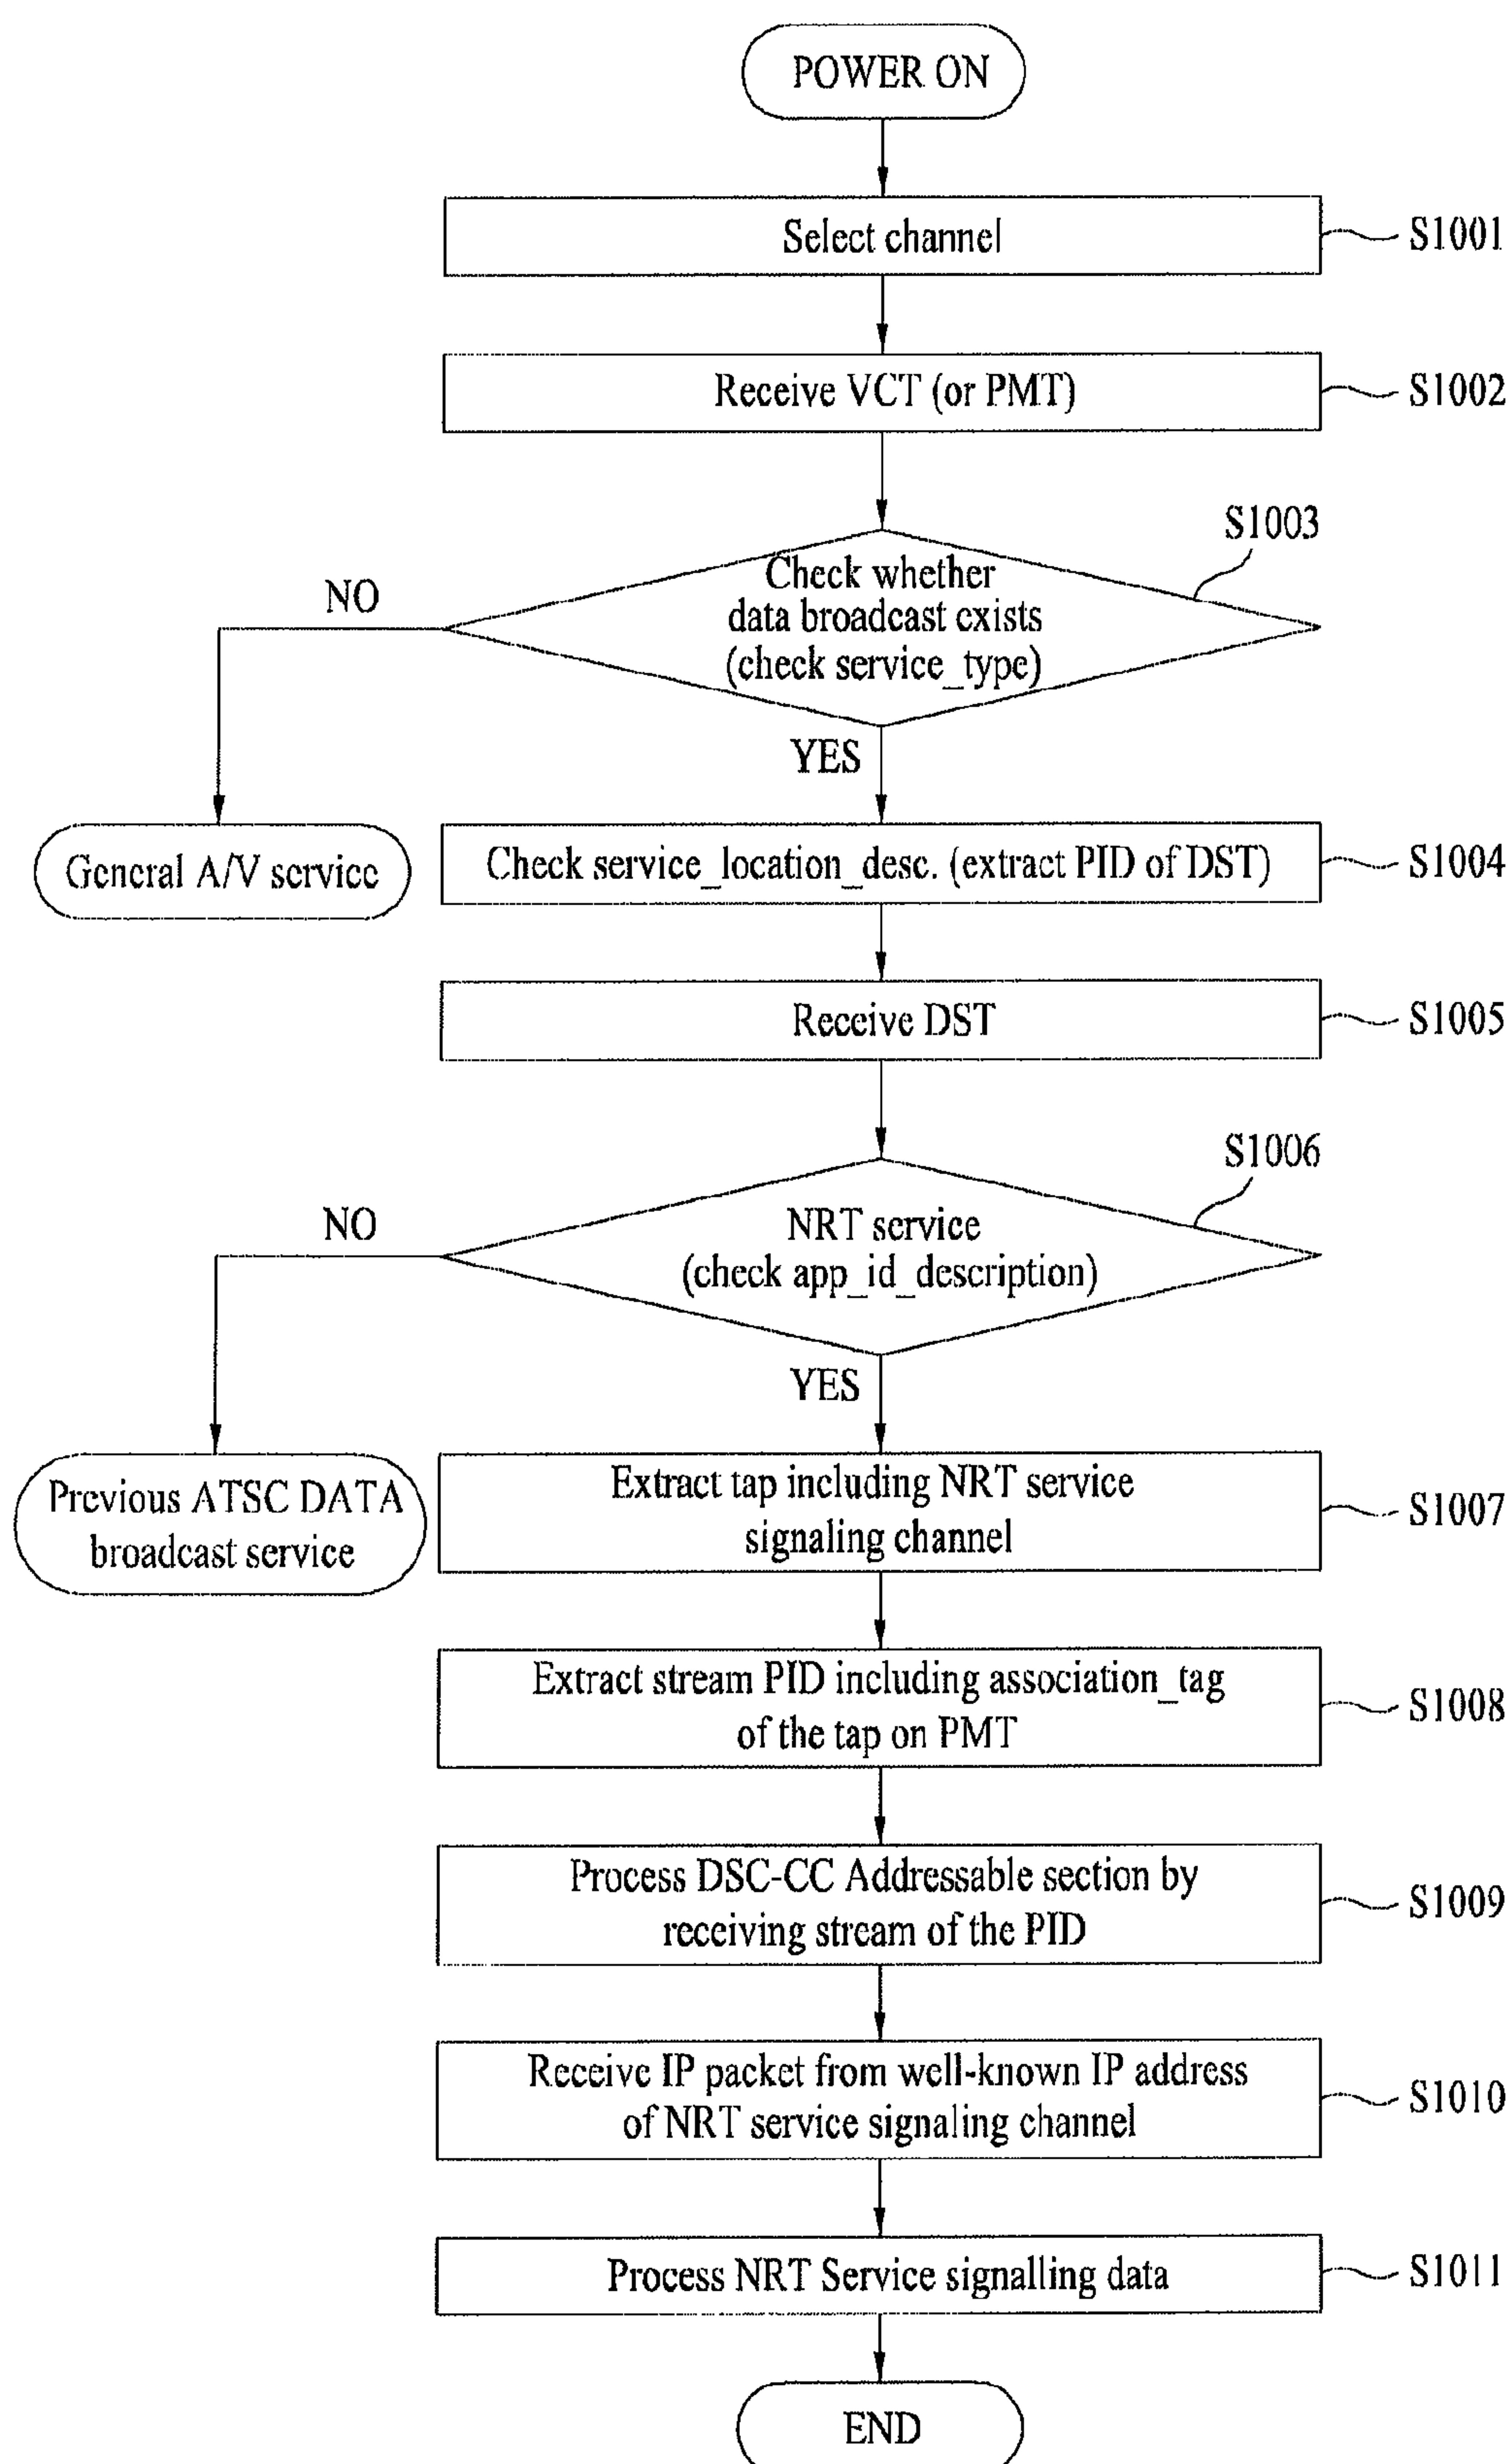 POWER ON
Select channel
S1001
Receive VCT (or PMT)
S1002
S1003
Check whether
data broadcast exists
(check service_type)
NO
YES
General A/V service
Check service_location_desc. (extract PID of DST)
S1004
Receive DST
S1005
S1006
NRT service
(check app_id_description)
NO
YES
Previous ATSC DATA
broadcast service
Extract tap including NRT service
signaling channel
S1007
Extract stream PID including association_tag
of the tap on PMT
S1008
Process DSC-CC Addressable section by
receiving stream of the PID
S1009
Receive IP packet from well-known IP address
of NRT service signaling channel
S1010
Process NRT Service signalling data
S1011
END